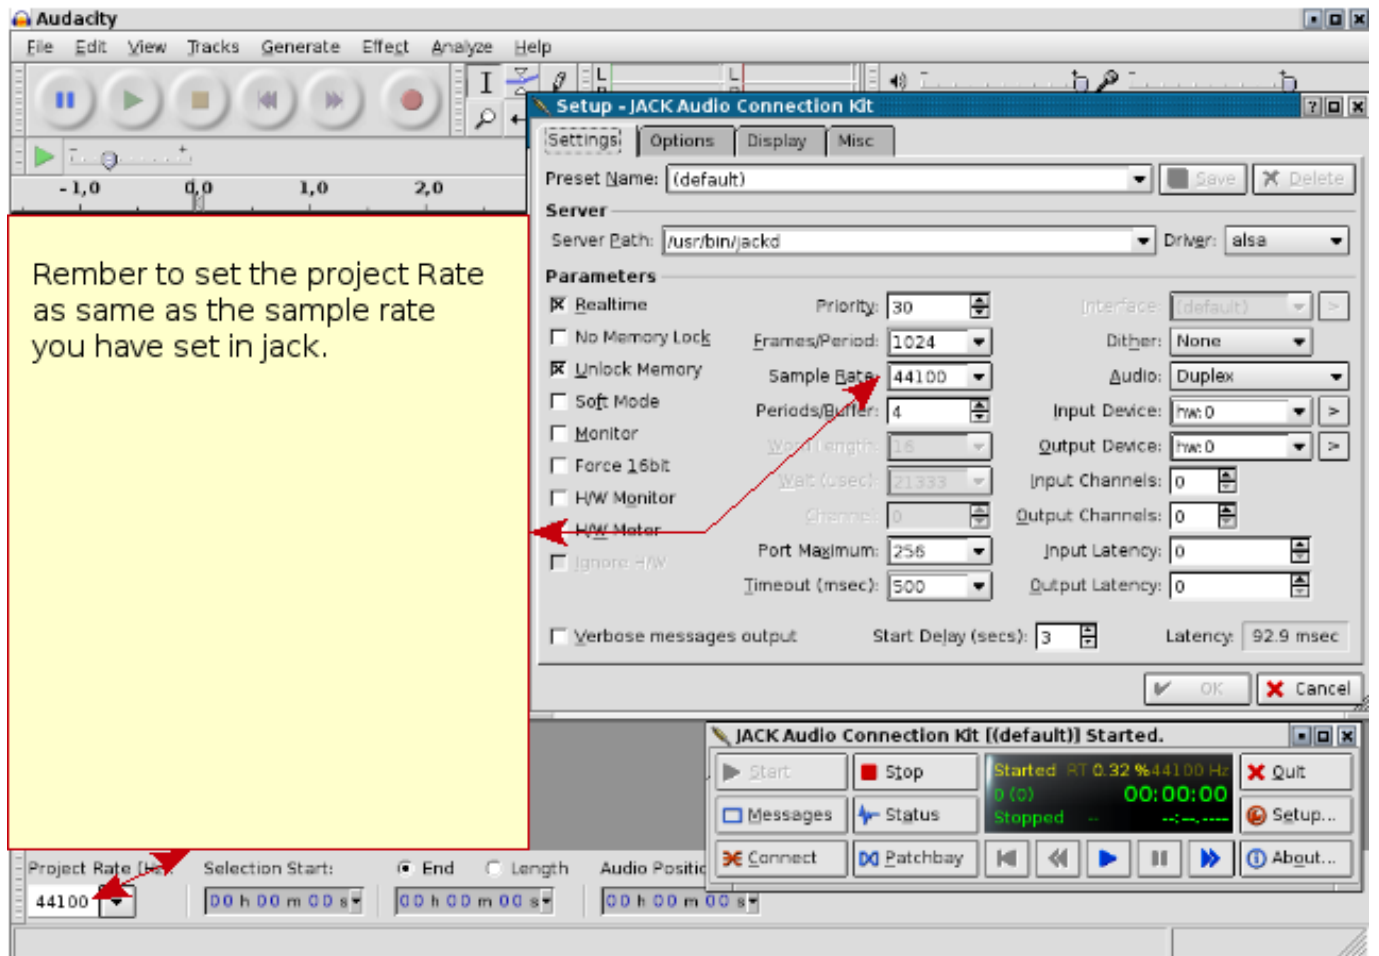 Audacity
File Edit View Tracks Generate Effect Analyze Help
L L
Setup - JACK Audio Connection Kit
Settings Options Display Misc
-1,0 0,0 1,0 2,0
Preset Name: (default) Save Delete
Server
Server Path: /usr/bin/jackd Driver: alsa
Parameters
Rember to set the project Rate
as same as the sample rate
you have set in jack.
Realtime Priority: 30 Interface: (default) >
No Memory Lock Frames/Period: 1024 Dither: None
Unlock Memory Sample Rate: 44100 Audio: Duplex
Soft Mode Periods/Buffer: 4 Input Device: hw:0 >
Monitor Word Length: 16 Output Device: hw:0 >
Force 16bit Wait (usec): 21333 Input Channels: 0
H/W Monitor Channel: 0 Output Channels: 0
H/W Meter Port Maximum: 256 Input Latency: 0
Ignore H/W Timeout (msec): 500 Output Latency: 0
Verbose messages output Start Delay (secs): 3 Latency: 92.9 msec
OK Cancel
JACK Audio Connection Kit [(default)] Started.
Start Stop Started RT 0.32 % 44100 Hz Quit
0 (0) 00:00:00
Messages Status Stopped -- --:--.---- Setup...
Connect Patchbay About...
Project Rate Selection Start: End Length Audio
44100 00 h 00 m 00 s 00 h 00 m 00 s 00 h 00 m 00 s